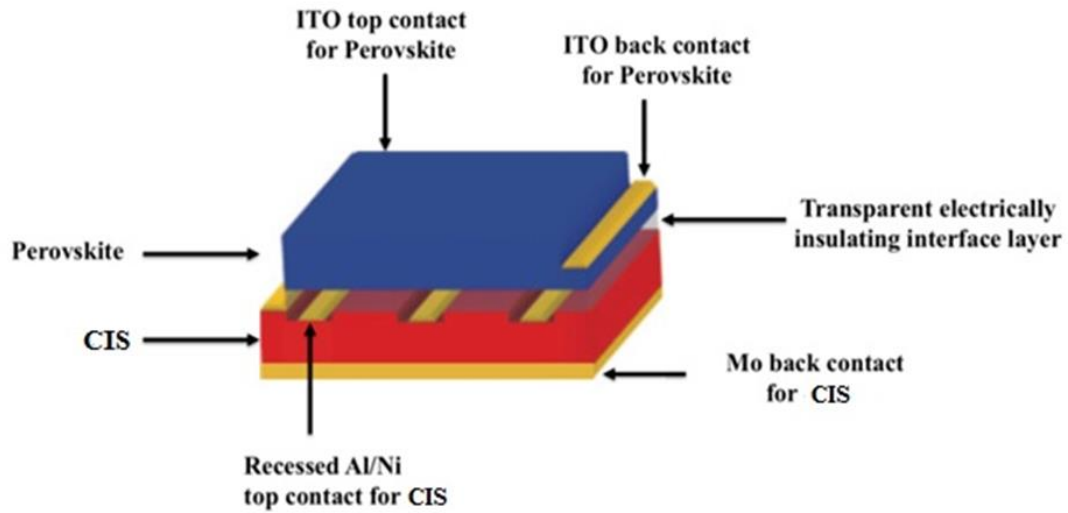 ITO top contact
for Perovskite
ITO back contact
for Perovskite
Transparent electrically
insulating interface layer
Perovskite
CIS
Mo back contact
for CIS
Recessed Al/Ni
top contact for CIS